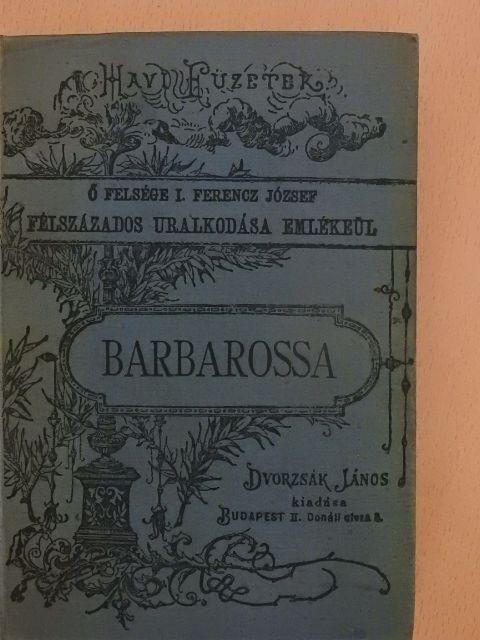 HAVI FÜZETEK
Ő FELSÉGE I. FERENCZ JÓZSEF
FÉLSZÁZADOS URALKODÁSA EMLÉKEÜL
BARBAROSSA
DVORZSÁK JÁNOS
kiadása
BUDAPEST II. Donáti utcza 8.